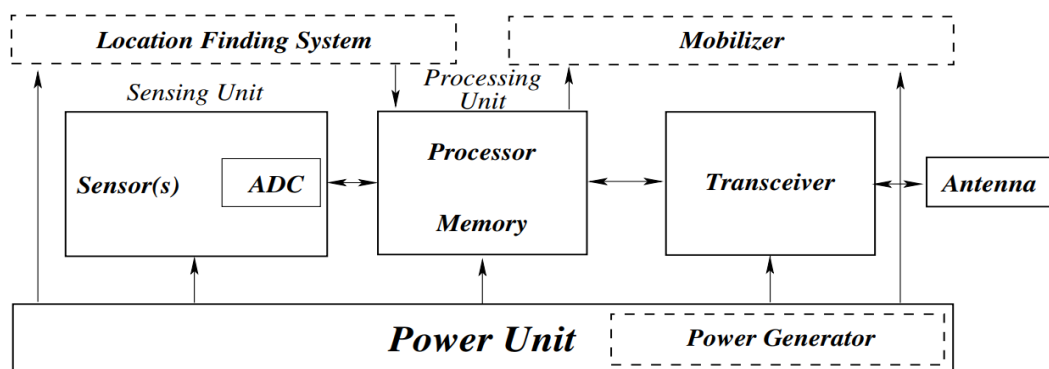 Location Finding System
Mobilizer
Sensing Unit
Processing
Unit
Sensor(s)
ADC
Processor
Memory
Transceiver
Antenna
Power Unit
Power Generator